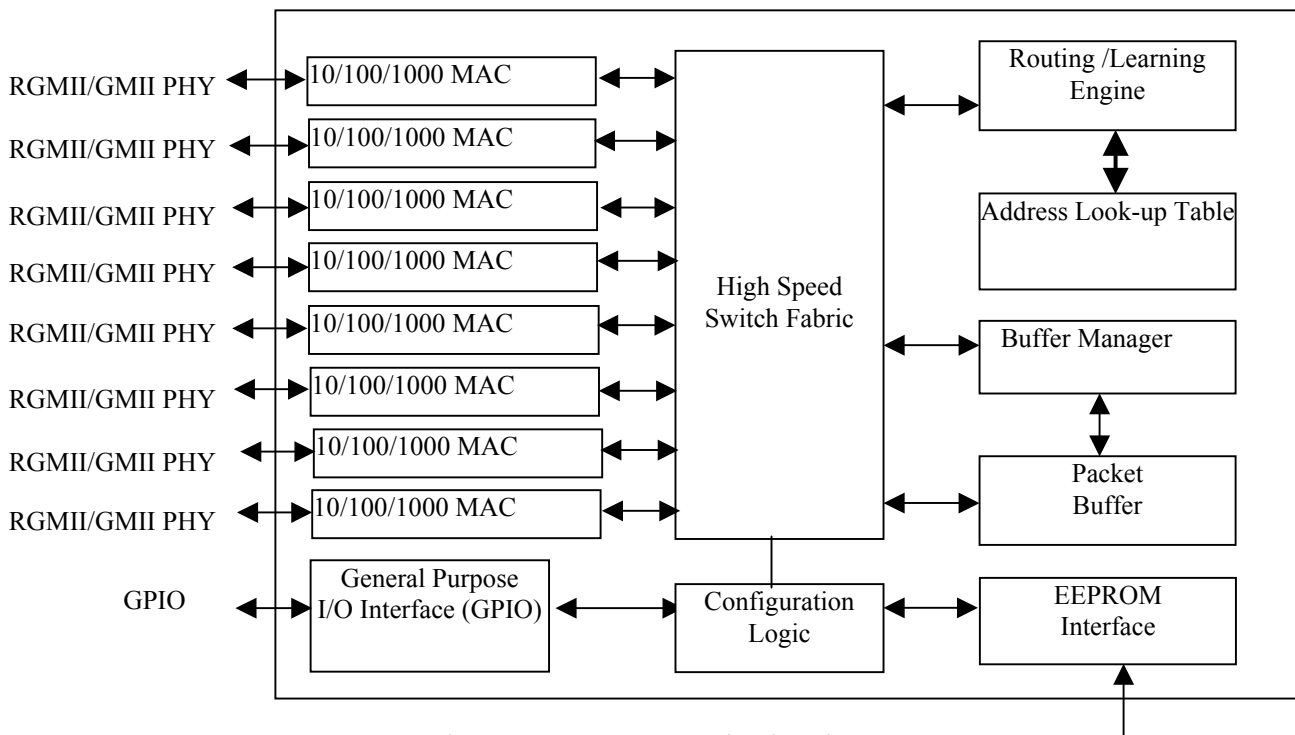 RGMII/GMII PHY
10/100/1000 MAC
RGMII/GMII PHY
10/100/1000 MAC
RGMII/GMII PHY
10/100/1000 MAC
RGMII/GMII PHY
10/100/1000 MAC
RGMII/GMII PHY
10/100/1000 MAC
RGMII/GMII PHY
10/100/1000 MAC
RGMII/GMII PHY
10/100/1000 MAC
RGMII/GMII PHY
10/100/1000 MAC
GPIO
General Purpose
I/O Interface (GPIO)
High Speed
Switch Fabric
Configuration
Logic
Routing /Learning
Engine
Address Look-up Table
Buffer Manager
Packet
Buffer
EEPROM
Interface